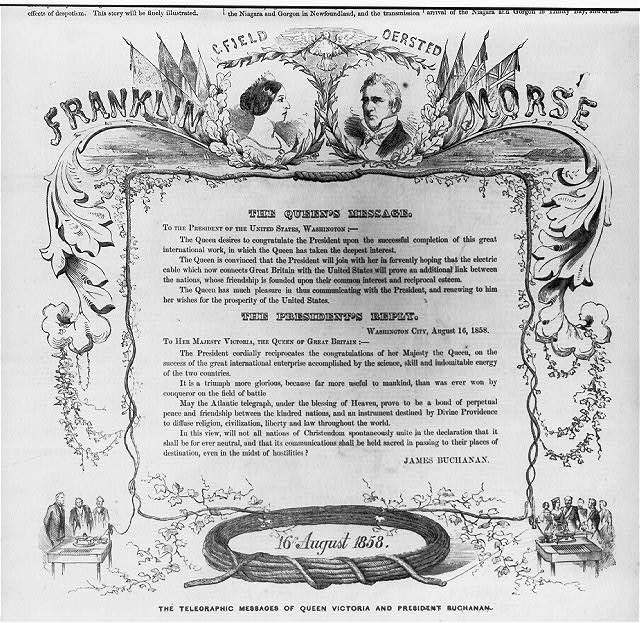 effects of despotism. This story will be finely illustrated.
the Niagara and Gorgon in Newfoundland, and the transmission
arrival of the Niagara and Gorgon in Trinity Bay, and of the
C. FIELD OERSTED
FRANKLIN MORSE
THE QUEEN'S MESSAGE.
TO THE PRESIDENT OF THE UNITED STATES, WASHINGTON :—
The Queen desires to congratulate the President upon the successful completion of this great
international work, in which the Queen has taken the deepest interest.
The Queen is convinced that the President will join with her in fervently hoping that the electric
cable which now connects Great Britain with the United States will prove an additional link between
the nations, whose friendship is founded upon their common interest and reciprocal esteem.
The Queen has much pleasure in thus communicating with the President, and renewing to him
her wishes for the prosperity of the United States.
THE PRESIDENT'S REPLY.
WASHINGTON CITY, August 16, 1858.
TO HER MAJESTY VICTORIA, THE QUEEN OF GREAT BRITAIN :—
The President cordially reciprocates the congratulations of her Majesty the Queen, on the
success of the great international enterprise accomplished by the science, skill and indomitable energy
of the two countries.
It is a triumph more glorious, because far more useful to mankind, than was ever won by
conqueror on the field of battle
May the Atlantic telegraph, under the blessing of Heaven, prove to be a bond of perpetual
peace and friendship between the kindred nations, and an instrument destined by Divine Providence
to diffuse religion, civilization, liberty and law throughout the world.
In this view, will not all nations of Christendom spontaneously unite in the declaration that it
shall be for ever neutral, and that its communications shall be held sacred in passing to their places of
destination, even in the midst of hostilities ?
JAMES BUCHANAN.
16th August 1858.
THE TELEGRAPHIC MESSAGES OF QUEEN VICTORIA AND PRESIDENT BUCHANAN.